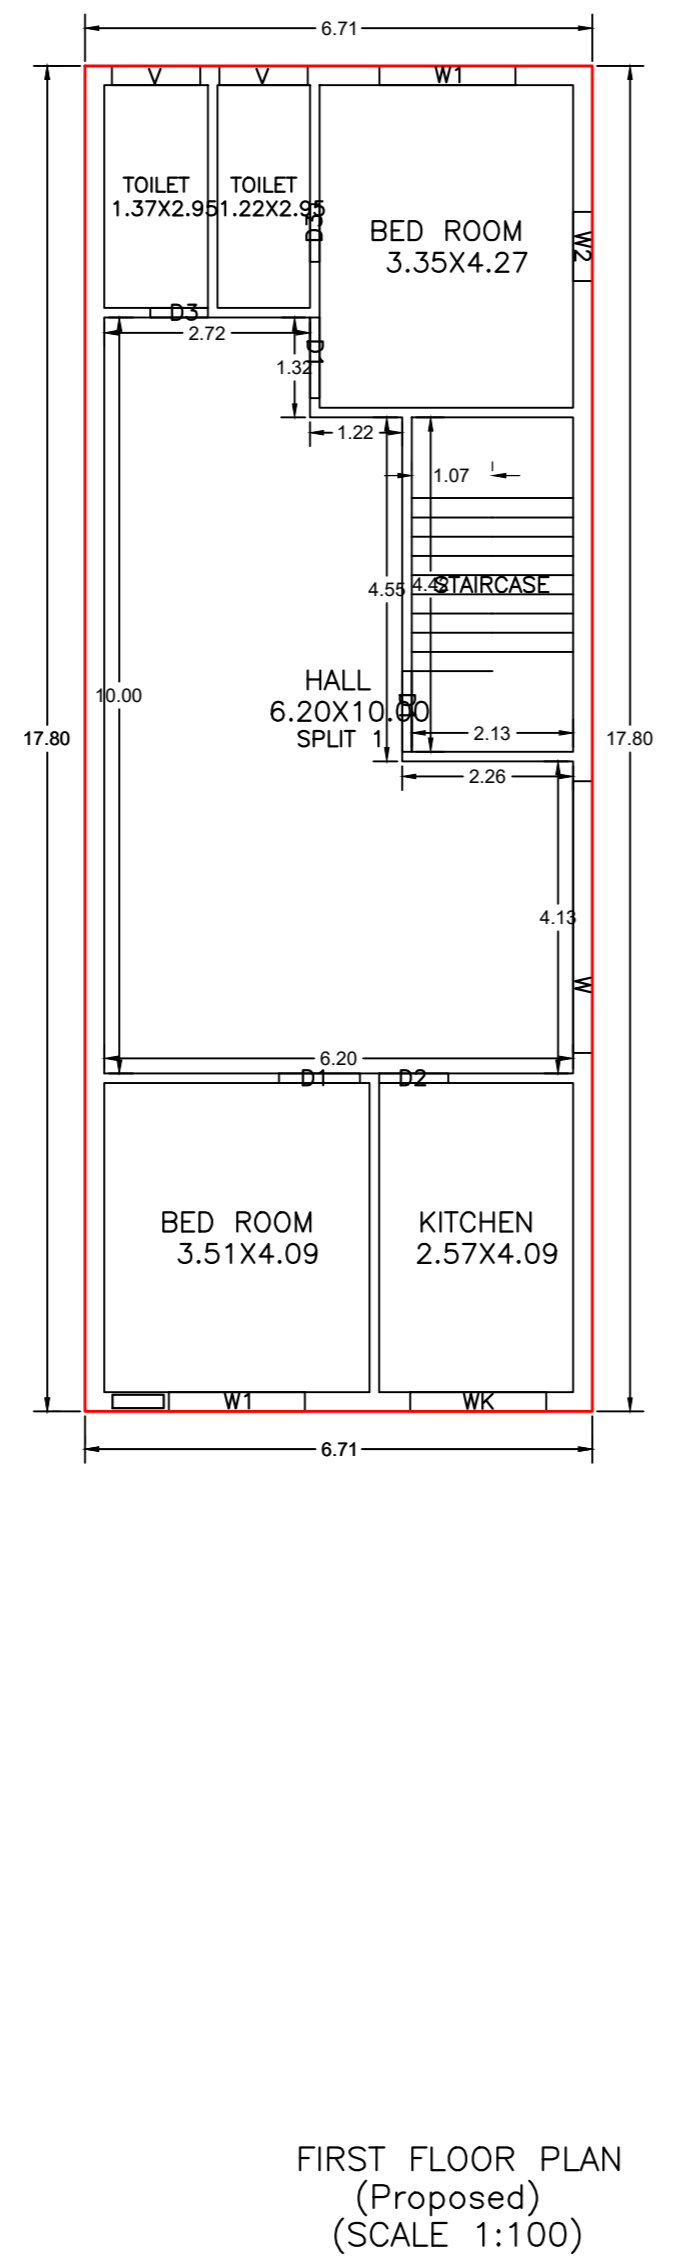 6.71
V
V
W1
TOILET
1.37X2.95
TOILET
1.22X2.95
D3
BED ROOM
3.35X4.27
W2
D3
2.72
1.32
D1
1.22
1.07
4.55
4.42
STAIRCASE
HALL
6.20X10.00
SPLIT 1
10.00
D1
17.80
2.13
17.80
2.26
4.13
W
6.20
D1
D2
BED ROOM
3.51X4.09
KITCHEN
2.57X4.09
W1
WK
6.71
FIRST FLOOR PLAN
(Proposed)
(SCALE 1:100)